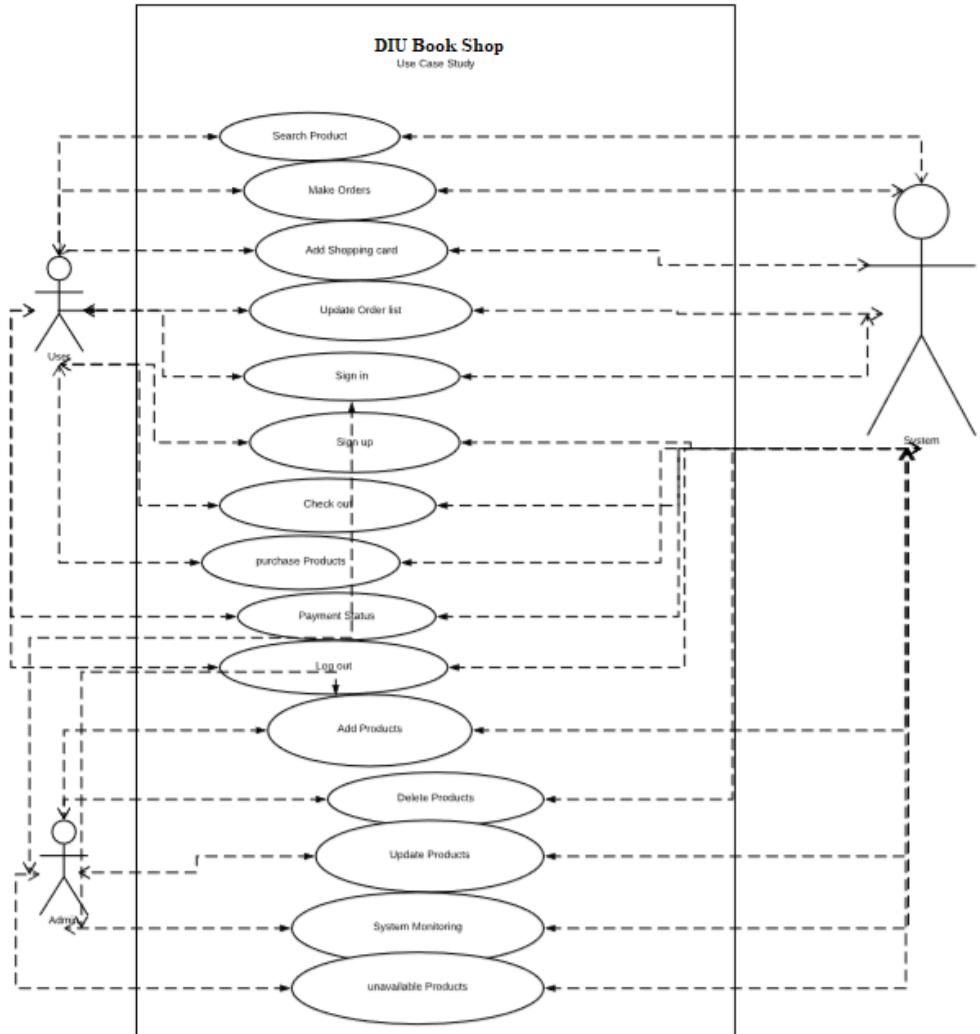 DIU Book Shop
Use Case Study
Search Product
Make Orders
Add Shopping card
Update Order list
User
Sign in
Sign up
System
Check out
purchase Products
Payment Status
Log out
Add Products
Delete Products
Update Products
Admin
System Monitoring
unavailable Products